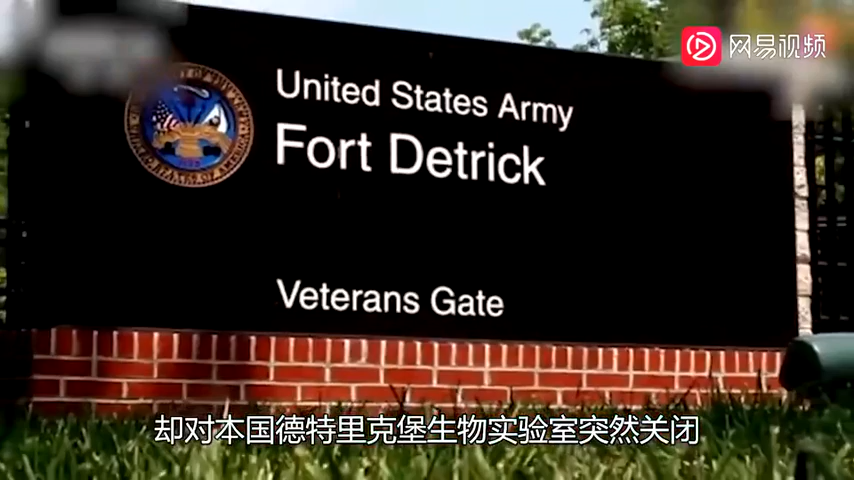 网易视频
United States Army
Fort Detrick
Veterans Gate
却对本国德特里克堡生物实验室突然关闭